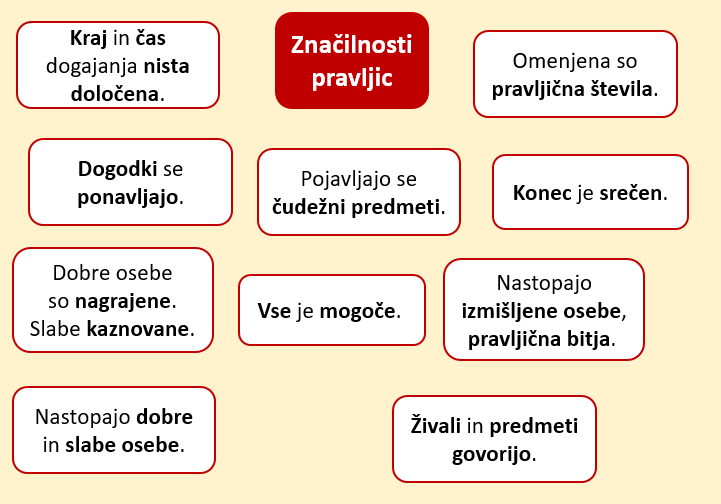 Kraj in čas
dogajanja nista
določena.
Značilnosti
pravljic
Omenjena so
pravljična števila.
Dogodki se
ponavljajo.
Pojavljajo se
čudežni predmeti.
Konec je srečen.
Dobre osebe
so nagrajene.
Slabe kaznovane.
Vse je mogoče.
Nastopajo
izmišljene osebe,
pravljična bitja.
Nastopajo dobre
in slabe osebe.
Živali in predmeti
govorijo.